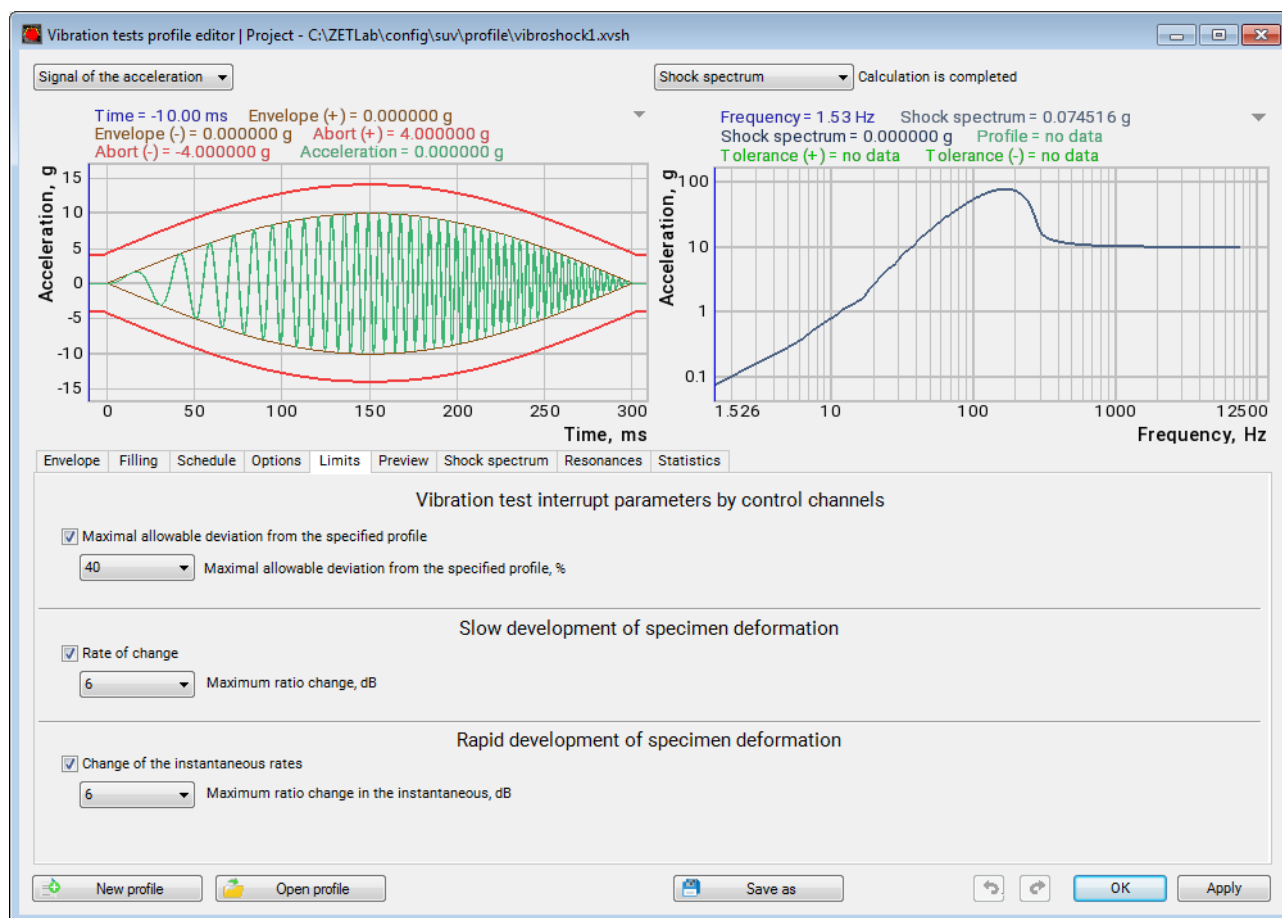 Vibration tests profile editor | Project - C:\ZETLab\config\suv\profile\vibroshock1.xvsh
Signal of the acceleration
Shock spectrum
Calculation is completed
Time = -10.00 ms Envelope (+) = 0.000000 g
Envelope (-) = 0.000000 g Abort (+) = 4.000000 g
Abort (-) = -4.000000 g Acceleration = 0.000000 g
Acceleration, g
15
10
5
0
-5
-10
-15
0 50 100 150 200 250 300
Time, ms
Frequency = 1.53 Hz Shock spectrum = 0.074516 g
Shock spectrum = 0.000000 g Profile = no data
Tolerance (+) = no data Tolerance (-) = no data
Acceleration, g
100
10
1
0.1
1.526 10 100 1000 12500
Frequency, Hz
Envelope Filling Schedule Options Limits Preview Shock spectrum Resonances Statistics
Vibration test interrupt parameters by control channels
Maximal allowable deviation from the specified profile
40 Maximal allowable deviation from the specified profile, %
Slow development of specimen deformation
Rate of change
6 Maximum ratio change, dB
Rapid development of specimen deformation
Change of the instantaneous rates
6 Maximum ratio change in the instantaneous, dB
New profile Open profile Save as OK Apply